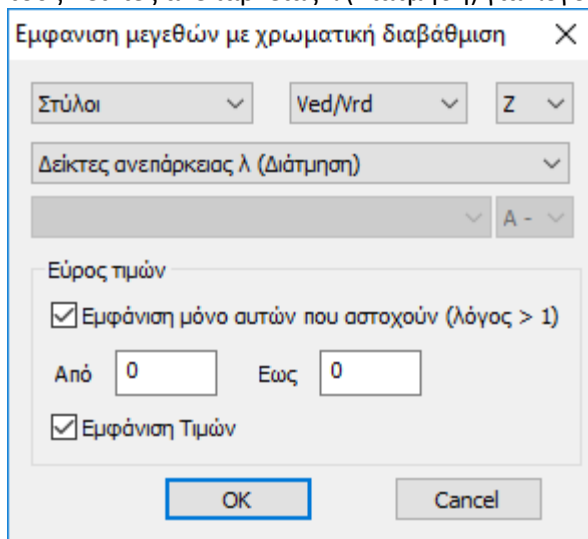 Εμφανιση μεγεθών με χρωματική διαβάθμιση
Στύλοι Ved/Vrd Z
Δείκτες ανεπάρκειας λ (Διάτμηση)
A -
Εύρος τιμών
Εμφάνιση μόνο αυτών που αστοχούν (λόγος > 1)
Από 0 Εως 0
Εμφάνιση Τιμών
OK Cancel